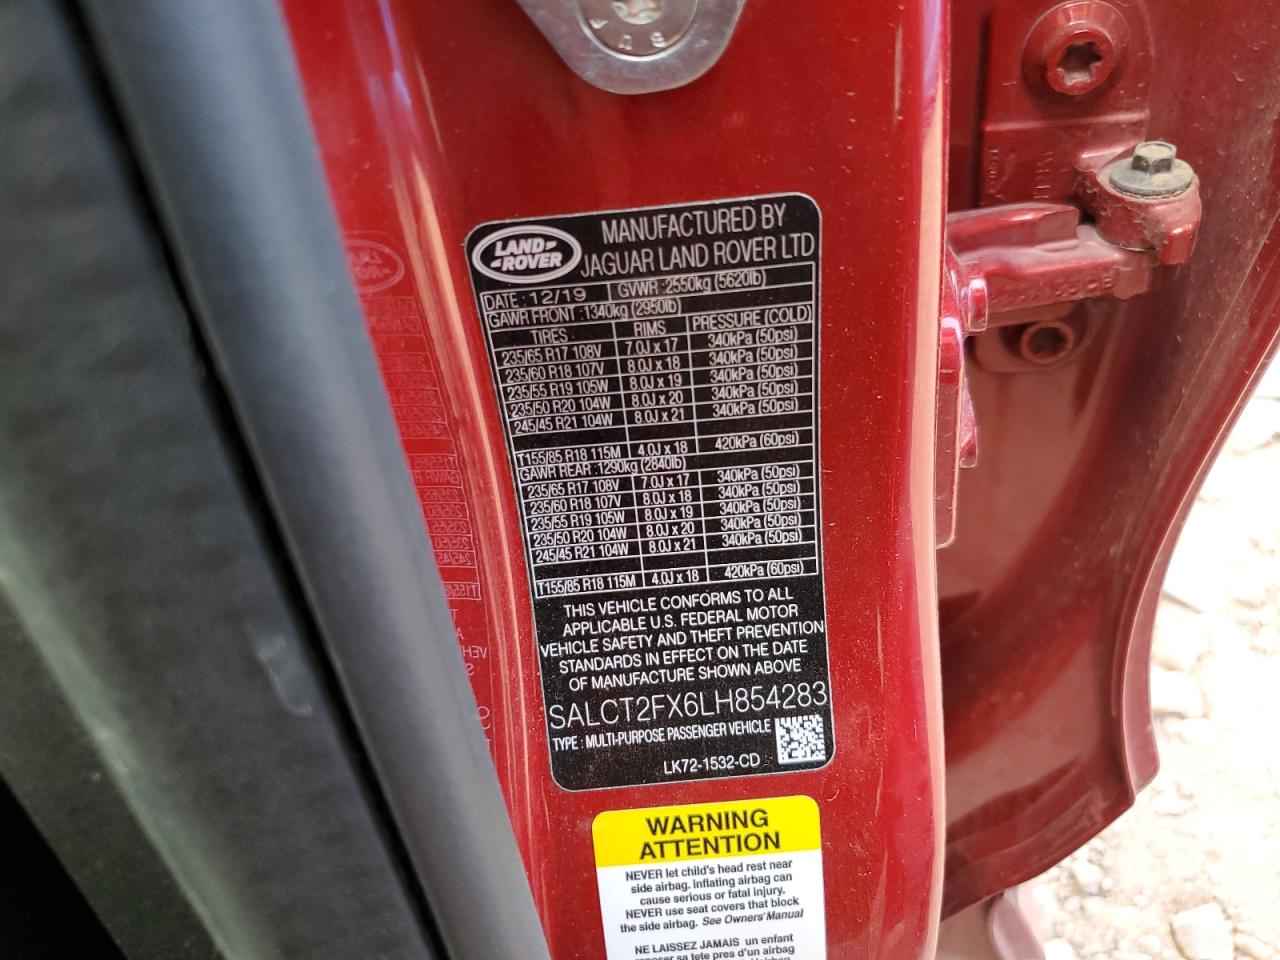 LAND-
-ROVER
MANUFACTURED BY
JAGUAR LAND ROVER LTD
DATE : 12/19 GVWR :2550kg (5620lb)
GAWR FRONT :1340kg (2950lb)
TIRES RIMS PRESSURE (COLD)
235/65 R17 108V 7.0J x 17 340kPa (50psi)
235/60 R18 107V 8.0J x 18 340kPa (50psi)
235/55 R19 105W 8.0J x 19 340kPa (50psi)
235/50 R20 104W 8.0J x 20 340kPa (50psi)
245/45 R21 104W 8.0J x 21 340kPa (50psi)
T155/85 R18 115M 4.0J x 18 420kPa (60psi)
GAWR REAR :1290kg (2840lb)
235/65 R17 108V 7.0J x 17 340kPa (50psi)
235/60 R18 107V 8.0J x 18 340kPa (50psi)
235/55 R19 105W 8.0J x 19 340kPa (50psi)
235/50 R20 104W 8.0J x 20 340kPa (50psi)
245/45 R21 104W 8.0J x 21 340kPa (50psi)
T155/85 R18 115M 4.0J x 18 420kPa (60psi)
THIS VEHICLE CONFORMS TO ALL
APPLICABLE U.S. FEDERAL MOTOR
VEHICLE SAFETY AND THEFT PREVENTION
STANDARDS IN EFFECT ON THE DATE
OF MANUFACTURE SHOWN ABOVE
SALCT2FX6LH854283
TYPE : MULTI-PURPOSE PASSENGER VEHICLE
LK72-1532-CD
WARNING
ATTENTION
NEVER let child's head rest near
side airbag. Inflating airbag can
cause serious or fatal injury.
NEVER use seat covers that block
the side airbag. See Owners' Manual
NE LAISSEZ JAMAIS un enfant
reposer sa tete pres d'un airbag